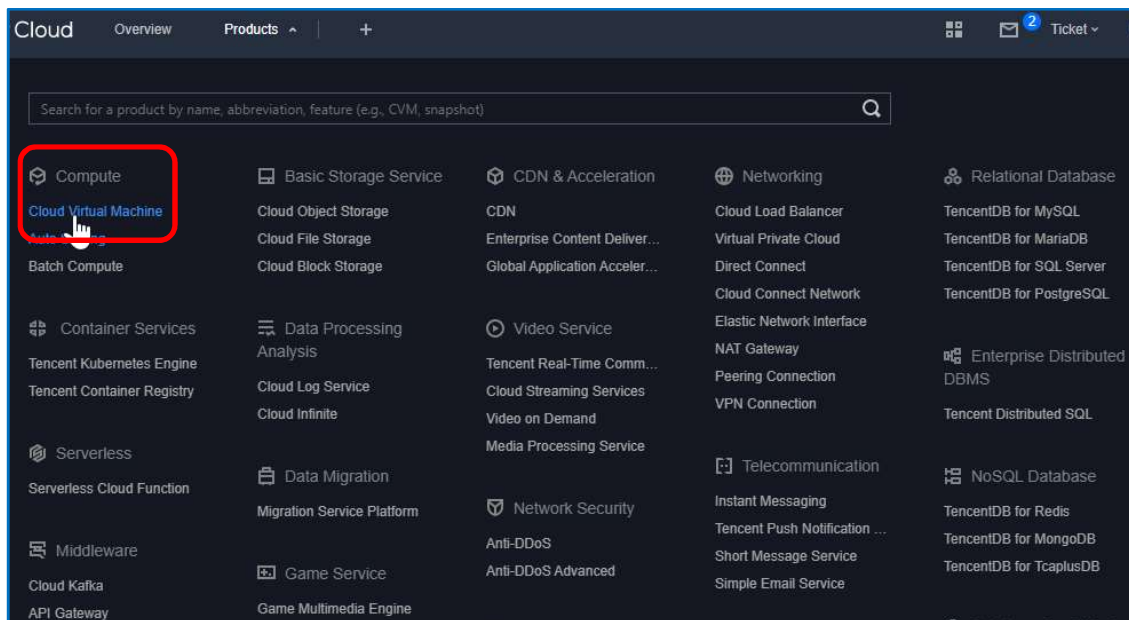 Cloud Overview Products + 2 Ticket
Search for a product by name, abbreviation, feature (e.g., CVM, snapshot)
Compute
Cloud Virtual Machine
Batch Compute
Container Services
Tencent Kubernetes Engine
Tencent Container Registry
Serverless
Serverless Cloud Function
Middleware
Cloud Kafka
API Gateway
Basic Storage Service
Cloud Object Storage
Cloud File Storage
Cloud Block Storage
Data Processing
Analysis
Cloud Log Service
Cloud Infinite
Data Migration
Migration Service Platform
Game Service
Game Multimedia Engine
CDN & Acceleration
CDN
Enterprise Content Deliver...
Global Application Acceler...
Video Service
Tencent Real-Time Comm...
Cloud Streaming Services
Video on Demand
Media Processing Service
Network Security
Anti-DDoS
Anti-DDoS Advanced
Networking
Cloud Load Balancer
Virtual Private Cloud
Direct Connect
Cloud Connect Network
Elastic Network Interface
NAT Gateway
Peering Connection
VPN Connection
Telecommunication
Instant Messaging
Tencent Push Notification ...
Short Message Service
Simple Email Service
Relational Database
TencentDB for MySQL
TencentDB for MariaDB
TencentDB for SQL Server
TencentDB for PostgreSQL
Enterprise Distributed
DBMS
Tencent Distributed SQL
NoSQL Database
TencentDB for Redis
TencentDB for MongoDB
TencentDB for TcaplusDB